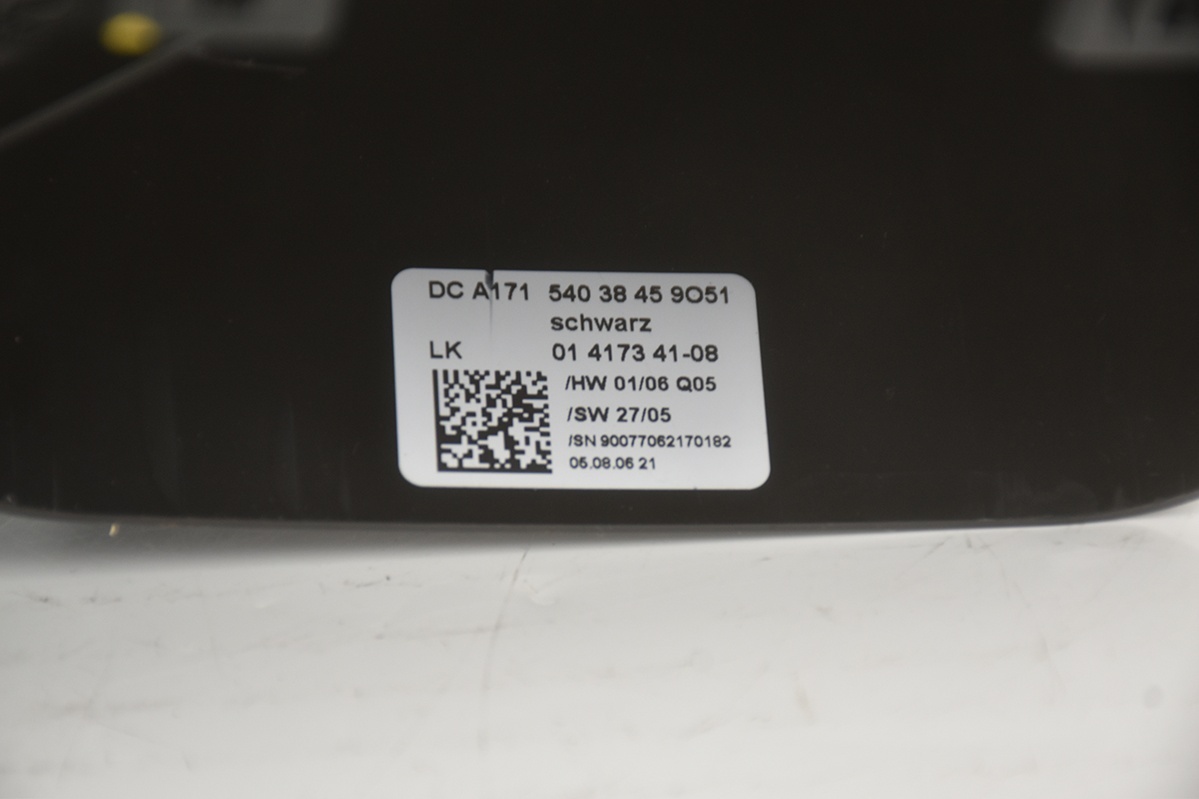 DC A171 540 38 45 9O51
schwarz
LK 01 4173 41-08
/HW 01/06 Q05
/SW 27/05
/SN 90077062170182
05.08.06 21